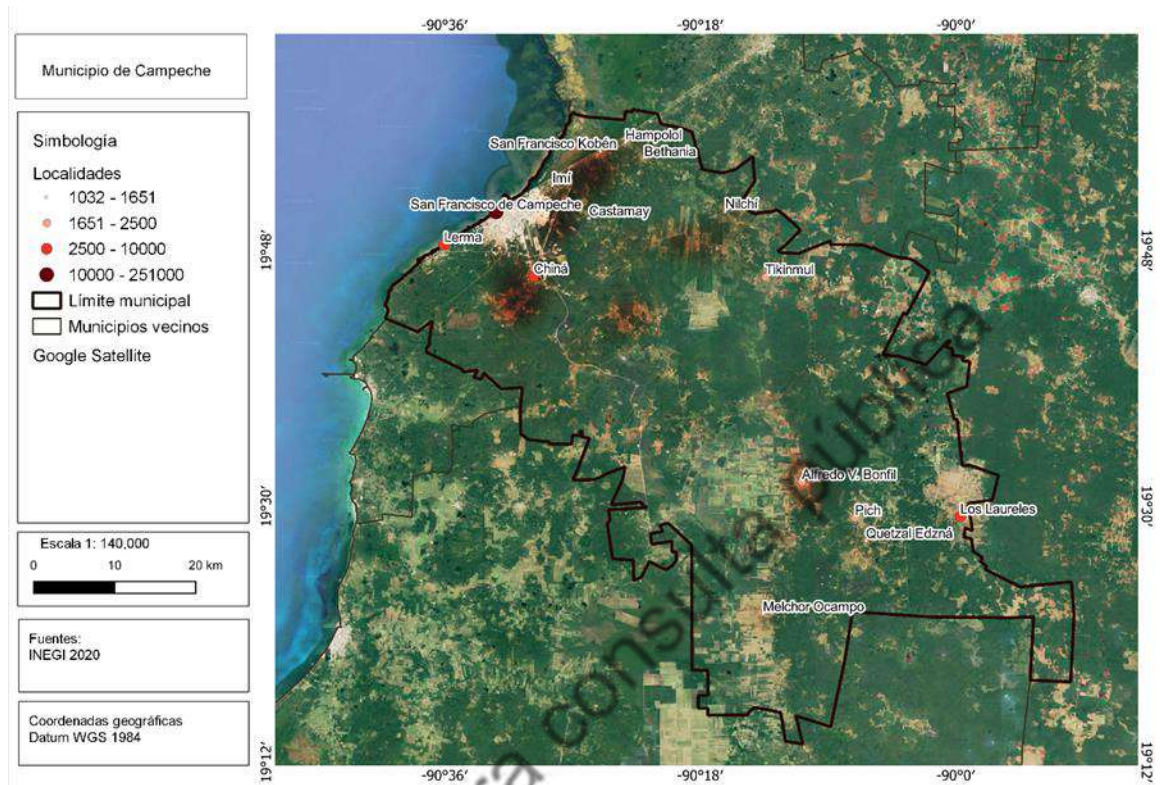 Municipio de Campeche
Simbología
Localidades
1032 - 1651
1651 - 2500
2500 - 10000
10000 - 251000
Límite municipal
Municipios vecinos
Google Satellite
Escala 1: 140,000
0 10 20 km
Fuentes:
INEGI 2020
Coordenadas geográficas
Datum WGS 1984
-90°36' -90°18' -90°0'
19°48' 19°48'
19°30' 19°30'
19°12' 19°12'
-90°36' -90°18' -90°0'
Hampolol
San Francisco Kobén
Bethania
Imí
San Francisco de Campeche
Castamay
Nilchí
Lerma
Chiná
Tikinmul
Alfredo V. Bonfil
Pich
Los Laureles
Quetzal Edzná
Melchor Ocampo
consulta pública